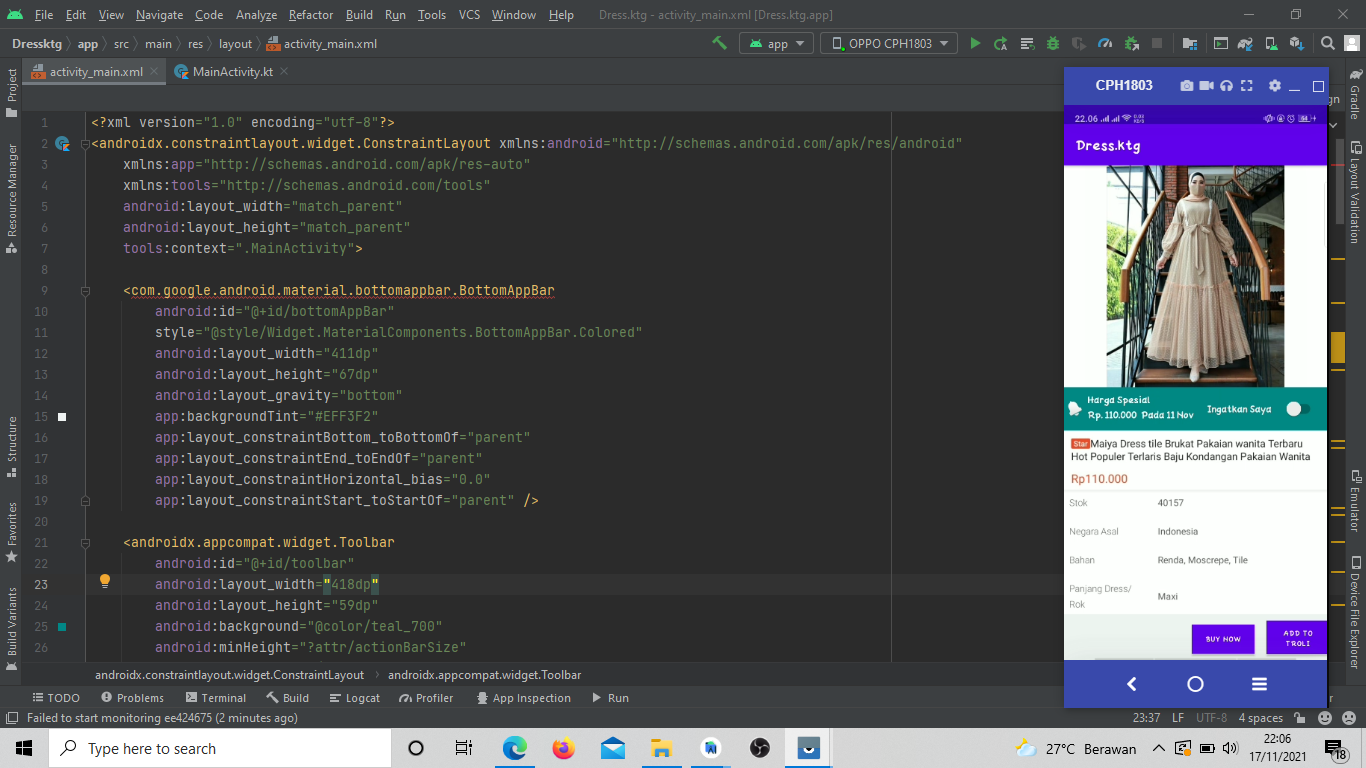 File Edit View Navigate Code Analyze Refactor Build Run Tools VCS Window Help Dress.ktg - activity_main.xml [Dress.ktg.app]
Dressktg app src main res layout activity_main.xml
app OPPO CPH1803
activity_main.xml MainActivity.kt
Project
Resource Manager
Structure
Favorites
Build Variants
1 <?xml version="1.0" encoding="utf-8"?>
2 <androidx.constraintlayout.widget.ConstraintLayout xmlns:android="http://schemas.android.com/apk/res/android"
3 xmlns:app="http://schemas.android.com/apk/res-auto"
4 xmlns:tools="http://schemas.android.com/tools"
5 android:layout_width="match_parent"
6 android:layout_height="match_parent"
7 tools:context=".MainActivity">
8
9 <com.google.android.material.bottomappbar.BottomAppBar
10 android:id="@+id/bottomAppBar"
11 style="@style/Widget.MaterialComponents.BottomAppBar.Colored"
12 android:layout_width="411dp"
13 android:layout_height="67dp"
14 android:layout_gravity="bottom"
15 app:backgroundTint="#EFF3F2"
16 app:layout_constraintBottom_toBottomOf="parent"
17 app:layout_constraintEnd_toEndOf="parent"
18 app:layout_constraintHorizontal_bias="0.0"
19 app:layout_constraintStart_toStartOf="parent" />
20
21 <androidx.appcompat.widget.Toolbar
22 android:id="@+id/toolbar"
23 android:layout_width="418dp"
24 android:layout_height="59dp"
25 android:background="@color/teal_700"
26 android:minHeight="?attr/actionBarSize"
CPH1803
22.06
Dress.ktg
Harga Spesial
Rp. 110.000 Pada 11 Nov
Ingatkan Saya
Star Maiya Dress tile Brukat Pakaian wanita Terbaru
Hot Populer Terlaris Baju Kondangan Pakaian Wanita
Rp110.000
Stok 40157
Negara Asal Indonesia
Bahan Renda, Moscrepe, Tile
Panjang Dress/
Rok
Maxi
BUY NOW
ADD TO
TROLI
Gradle
Layout Validation
Emulator
Device File Explorer
androidx.constraintlayout.widget.ConstraintLayout androidx.appcompat.widget.Toolbar
TODO Problems Terminal Build Logcat Profiler App Inspection Run
Failed to start monitoring ee424675 (2 minutes ago) 23:37 LF UTF-8 4 spaces
Type here to search
27°C Berawan
22:06
17/11/2021
18